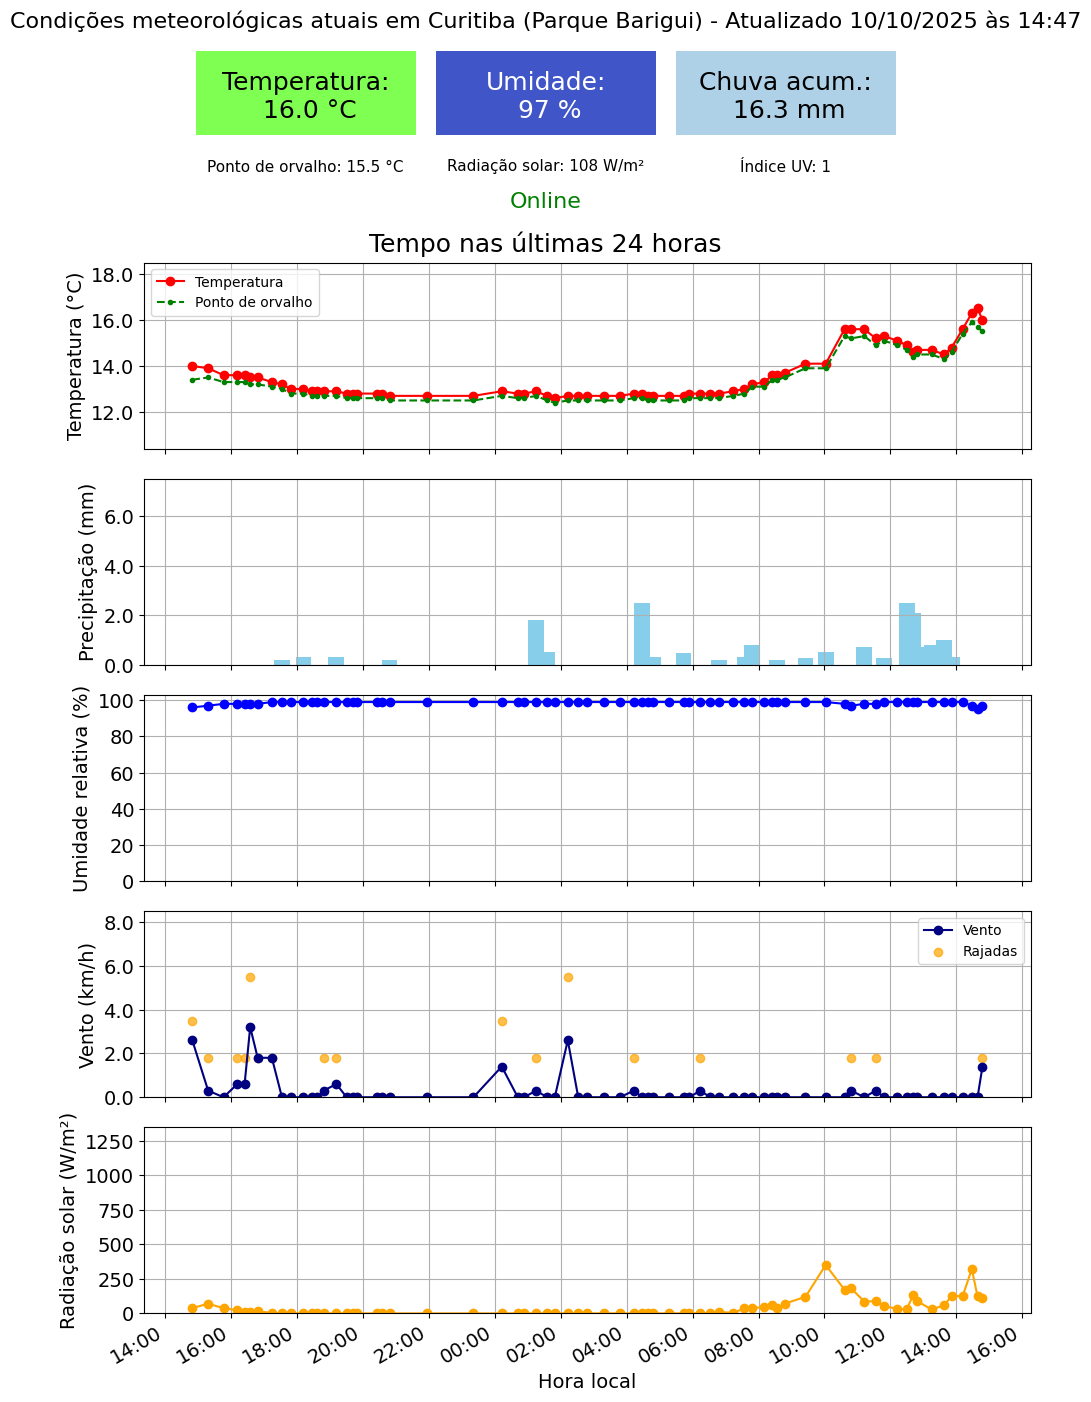 Condições meteorológicas atuais em Curitiba (Parque Barigui) - Atualizado 10/10/2025 às 14:47
Temperatura:
16.0 °C
Umidade:
97 %
Chuva acum.:
16.3 mm
Ponto de orvalho: 15.5 °C
Radiação solar: 108 W/m²
Índice UV: 1
Online
Tempo nas últimas 24 horas
Temperatura (°C)
18.0
16.0
14.0
12.0
Temperatura
Ponto de orvalho
Precipitação (mm)
6.0
4.0
2.0
0.0
Umidade relativa (%)
100
80
60
40
20
0
Vento (km/h)
8.0
6.0
4.0
2.0
0.0
Vento
Rajadas
Radiação solar (W/m²)
1250
1000
750
500
250
0
14:00
16:00
18:00
20:00
22:00
00:00
02:00
04:00
06:00
08:00
10:00
12:00
14:00
16:00
Hora local